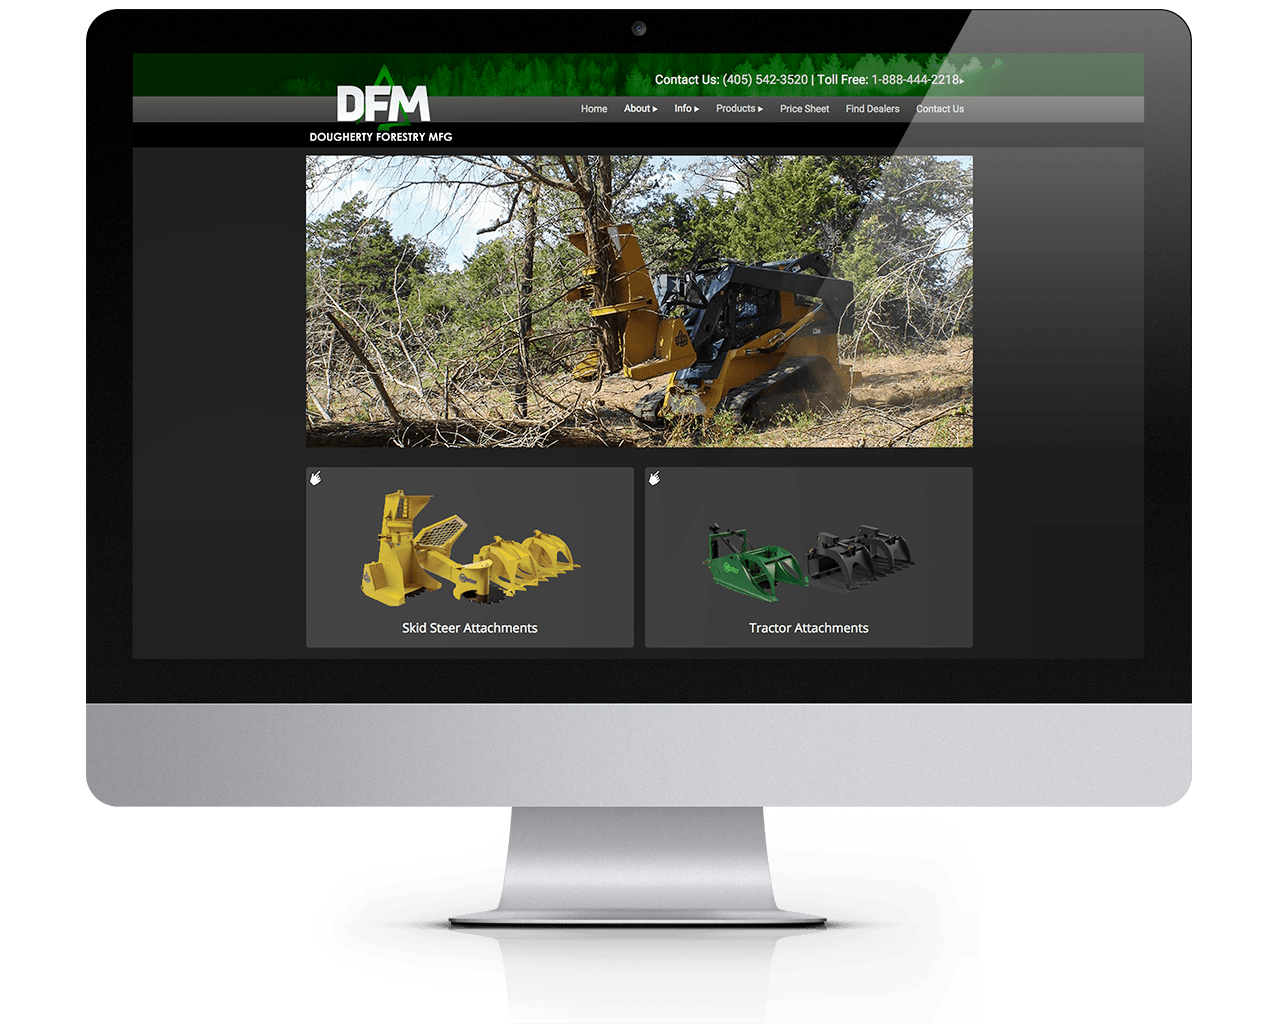 Contact Us: (405) 542-3520 | Toll Free: 1-888-444-2218
DFM
DOUGHERTY FORESTRY MFG
Home About Info Products Price Sheet Find Dealers Contact Us
Skid Steer Attachments
Tractor Attachments